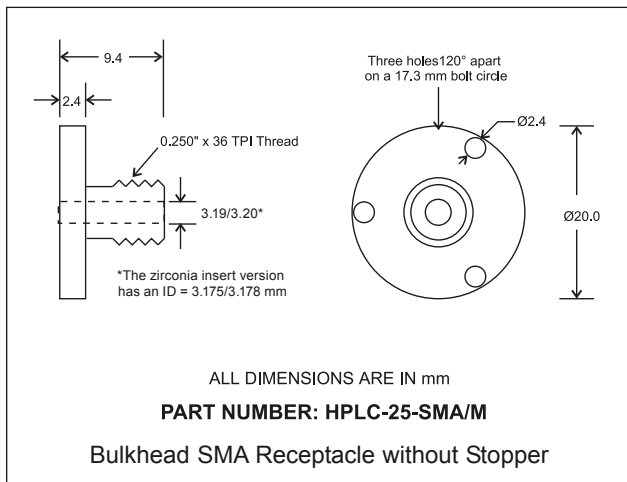 9.4
2.4
0.250" x 36 TPI Thread
3.19/3.20*
*The zirconia insert version
has an ID = 3.175/3.178 mm
Three holes120° apart
on a 17.3 mm bolt circle
Ø2.4
Ø20.0
ALL DIMENSIONS ARE IN mm
PART NUMBER: HPLC-25-SMA/M
Bulkhead SMA Receptacle without Stopper